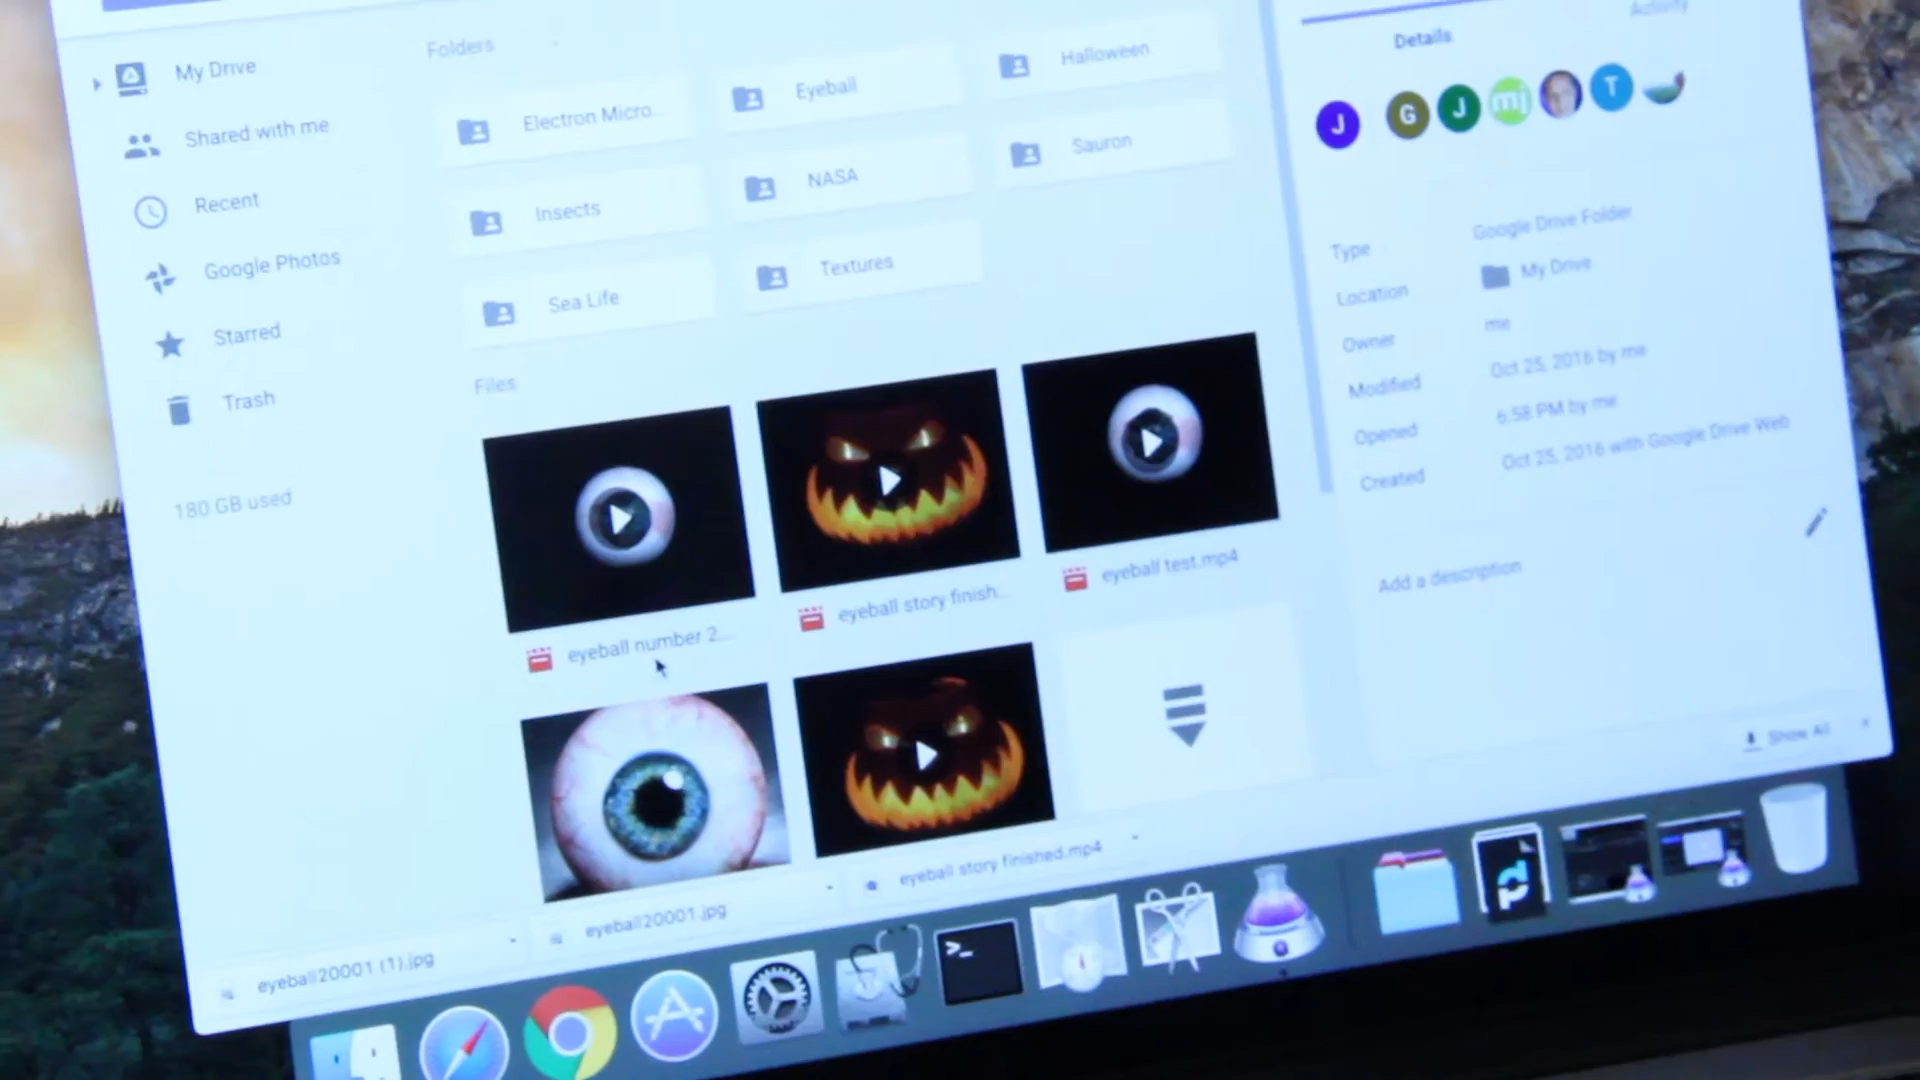 My Drive
Shared with me
Recent
Google Photos
Starred
Trash
180 GB used
Folders
Electron Micro...
Eyeball
Halloween
Insects
NASA
Sauron
Sea Life
Textures
Files
eyeball number 2....
eyeball story finish...
eyeball test.mp4
Details
Activity
J
G
J
mj
T
Type
Google Drive Folder
Location
My Drive
Owner
me
Modified
Oct 25, 2016 by me
Opened
6:58 PM by me
Created
Oct 25, 2016 with Google Drive Web
Add a description
Show All
eyeball20001 (1).jpg
eyeball20001.jpg
eyeball story finished.mp4
>_